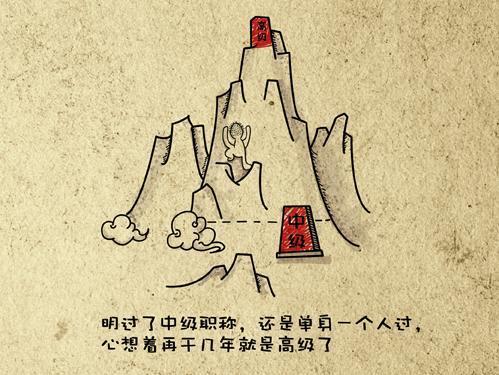 高
级
中
级
明过了中级职称，还是单身一个人过，
心想着再干几年就是高级了